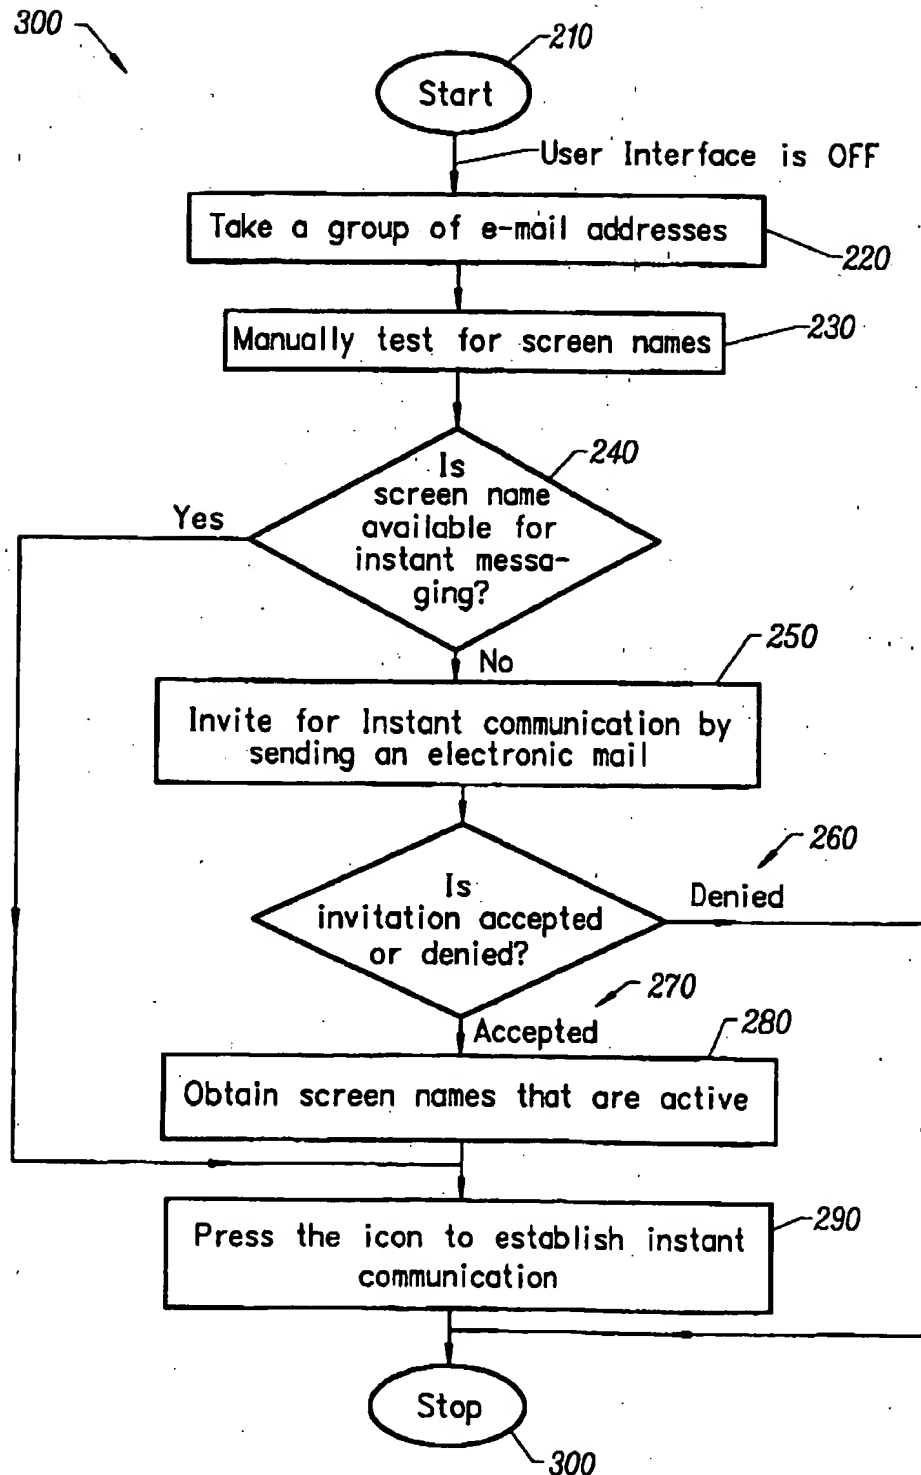 300
210
Start
User Interface is OFF
Take a group of e-mail addresses
220
Manually test for screen names
230
240
Is
screen name
available for
instant messa-
ging?
Yes
No
250
Invite for Instant communication by
sending an electronic mail
260
Is
invitation accepted
or denied?
Denied
270
Accepted
280
Obtain screen names that are active
290
Press the icon to establish instant
communication
Stop
300